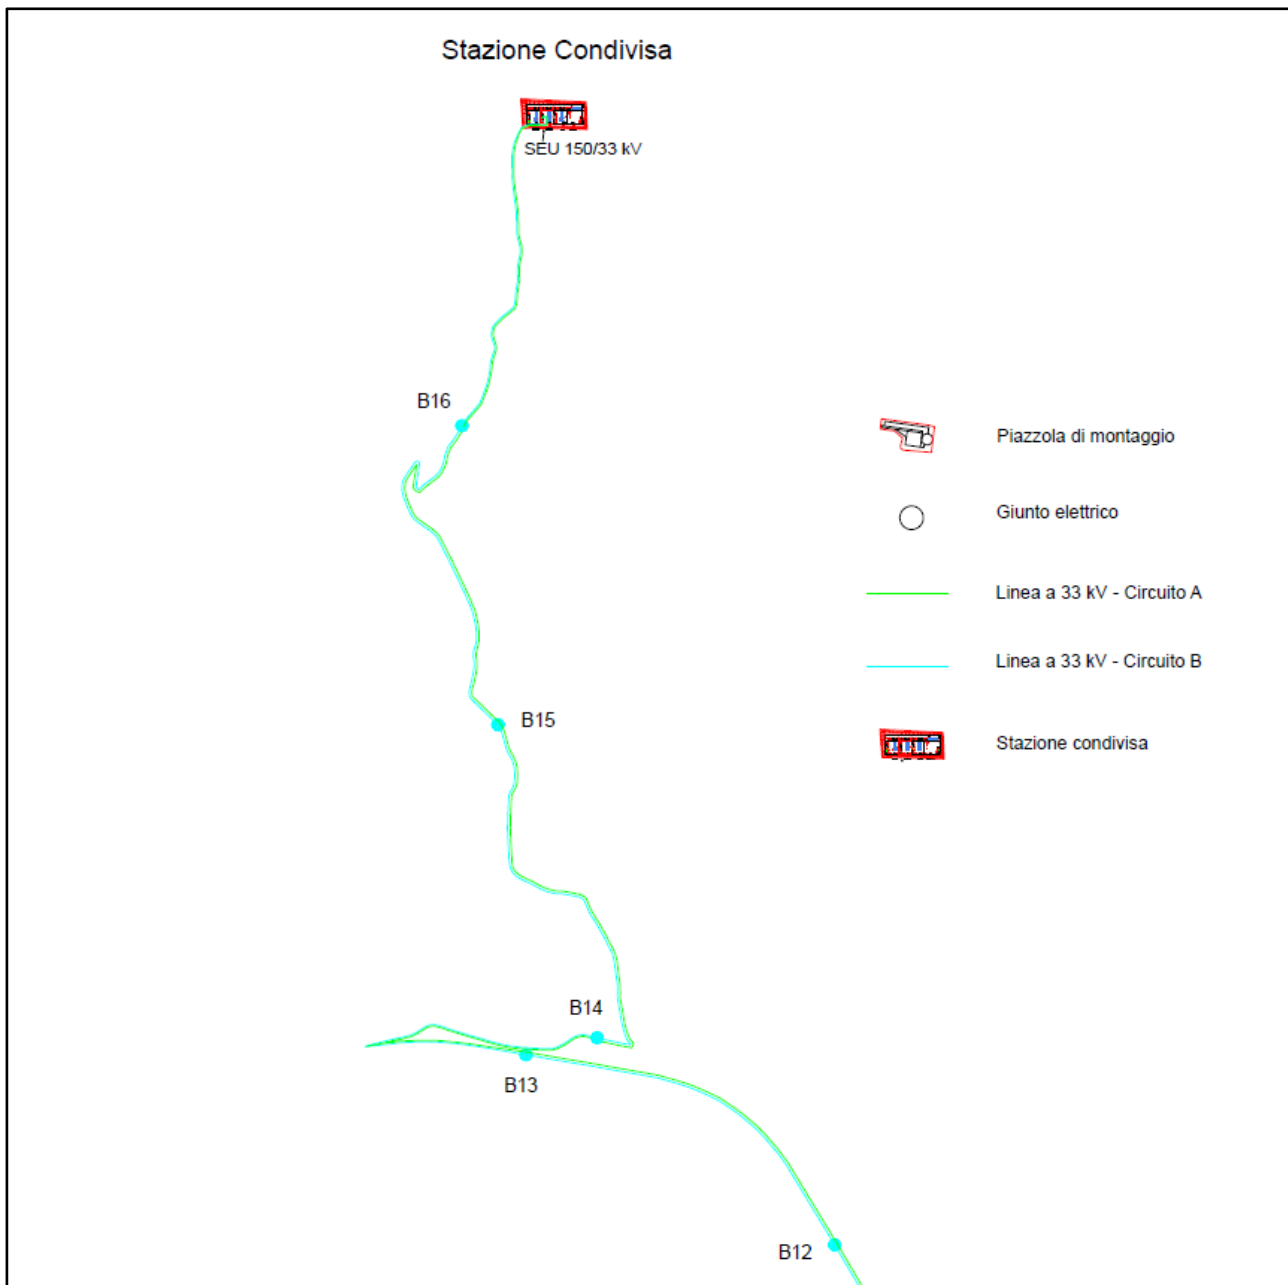 Stazione Condivisa
SEU 150/33 kV
B16
Piazzola di montaggio
Giunto elettrico
Linea a 33 kV - Circuito A
Linea a 33 kV - Circuito B
B15
Stazione condivisa
B14
B13
B12